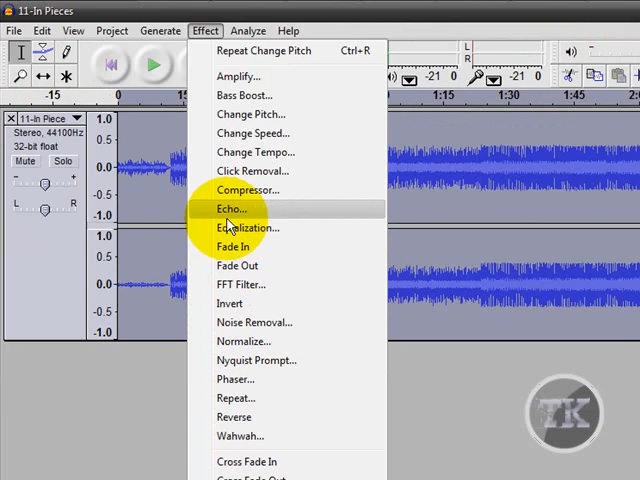 11-In Pieces
File Edit View Project Generate Effect Analyze Help
Repeat Change Pitch Ctrl+R
L
R
-21 0
-21 0
-15 0 15 1:30 1:45 2:0
11-In Piece
Stereo, 44100Hz
32-bit float
Mute Solo
- +
L R
1.0
0.5
0.0
-0.5
-1.0
1.0
0.5
0.0
-0.5
-1.0
Amplify...
Bass Boost...
Change Pitch...
Change Speed...
Change Tempo...
Click Removal...
Compressor...
Echo...
Equalization...
Fade In
Fade Out
FFT Filter...
Invert
Noise Removal...
Normalize...
Nyquist Prompt...
Phaser...
Repeat...
Reverse
Wahwah...
Cross Fade In
Cross Fade Out
TK